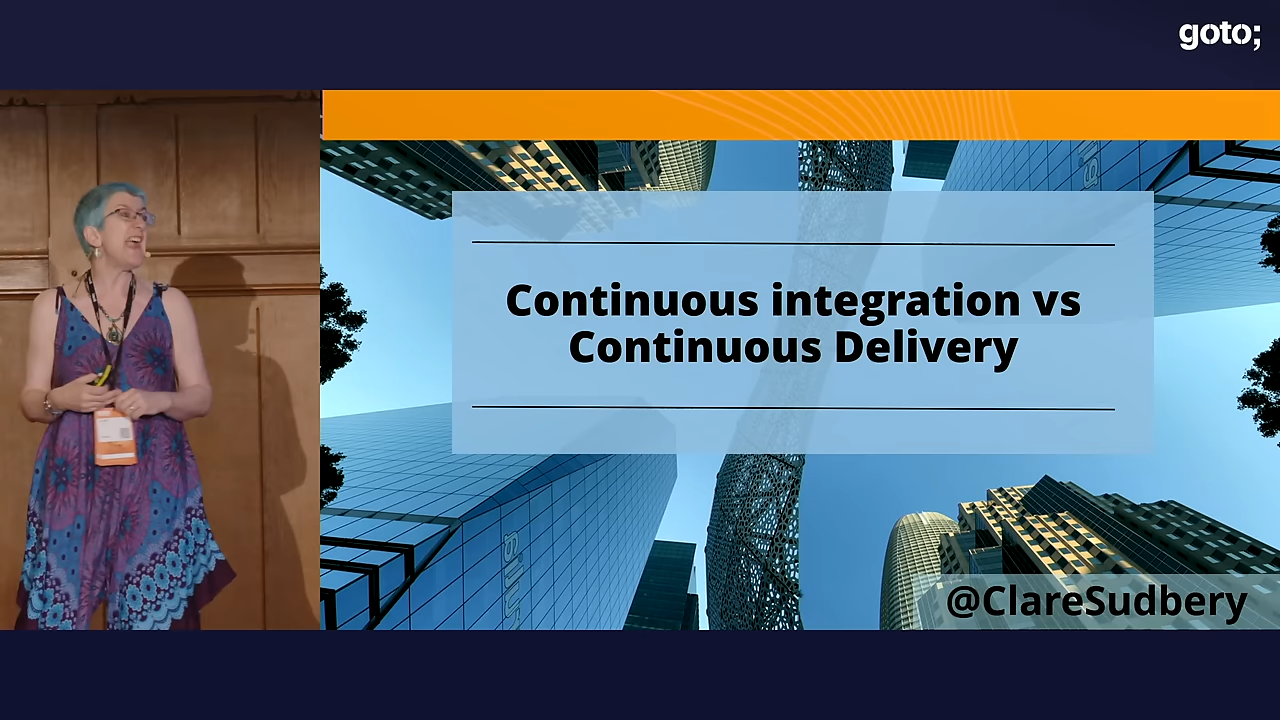 goto;
Continuous integration vs
Continuous Delivery
@ClareSudbery